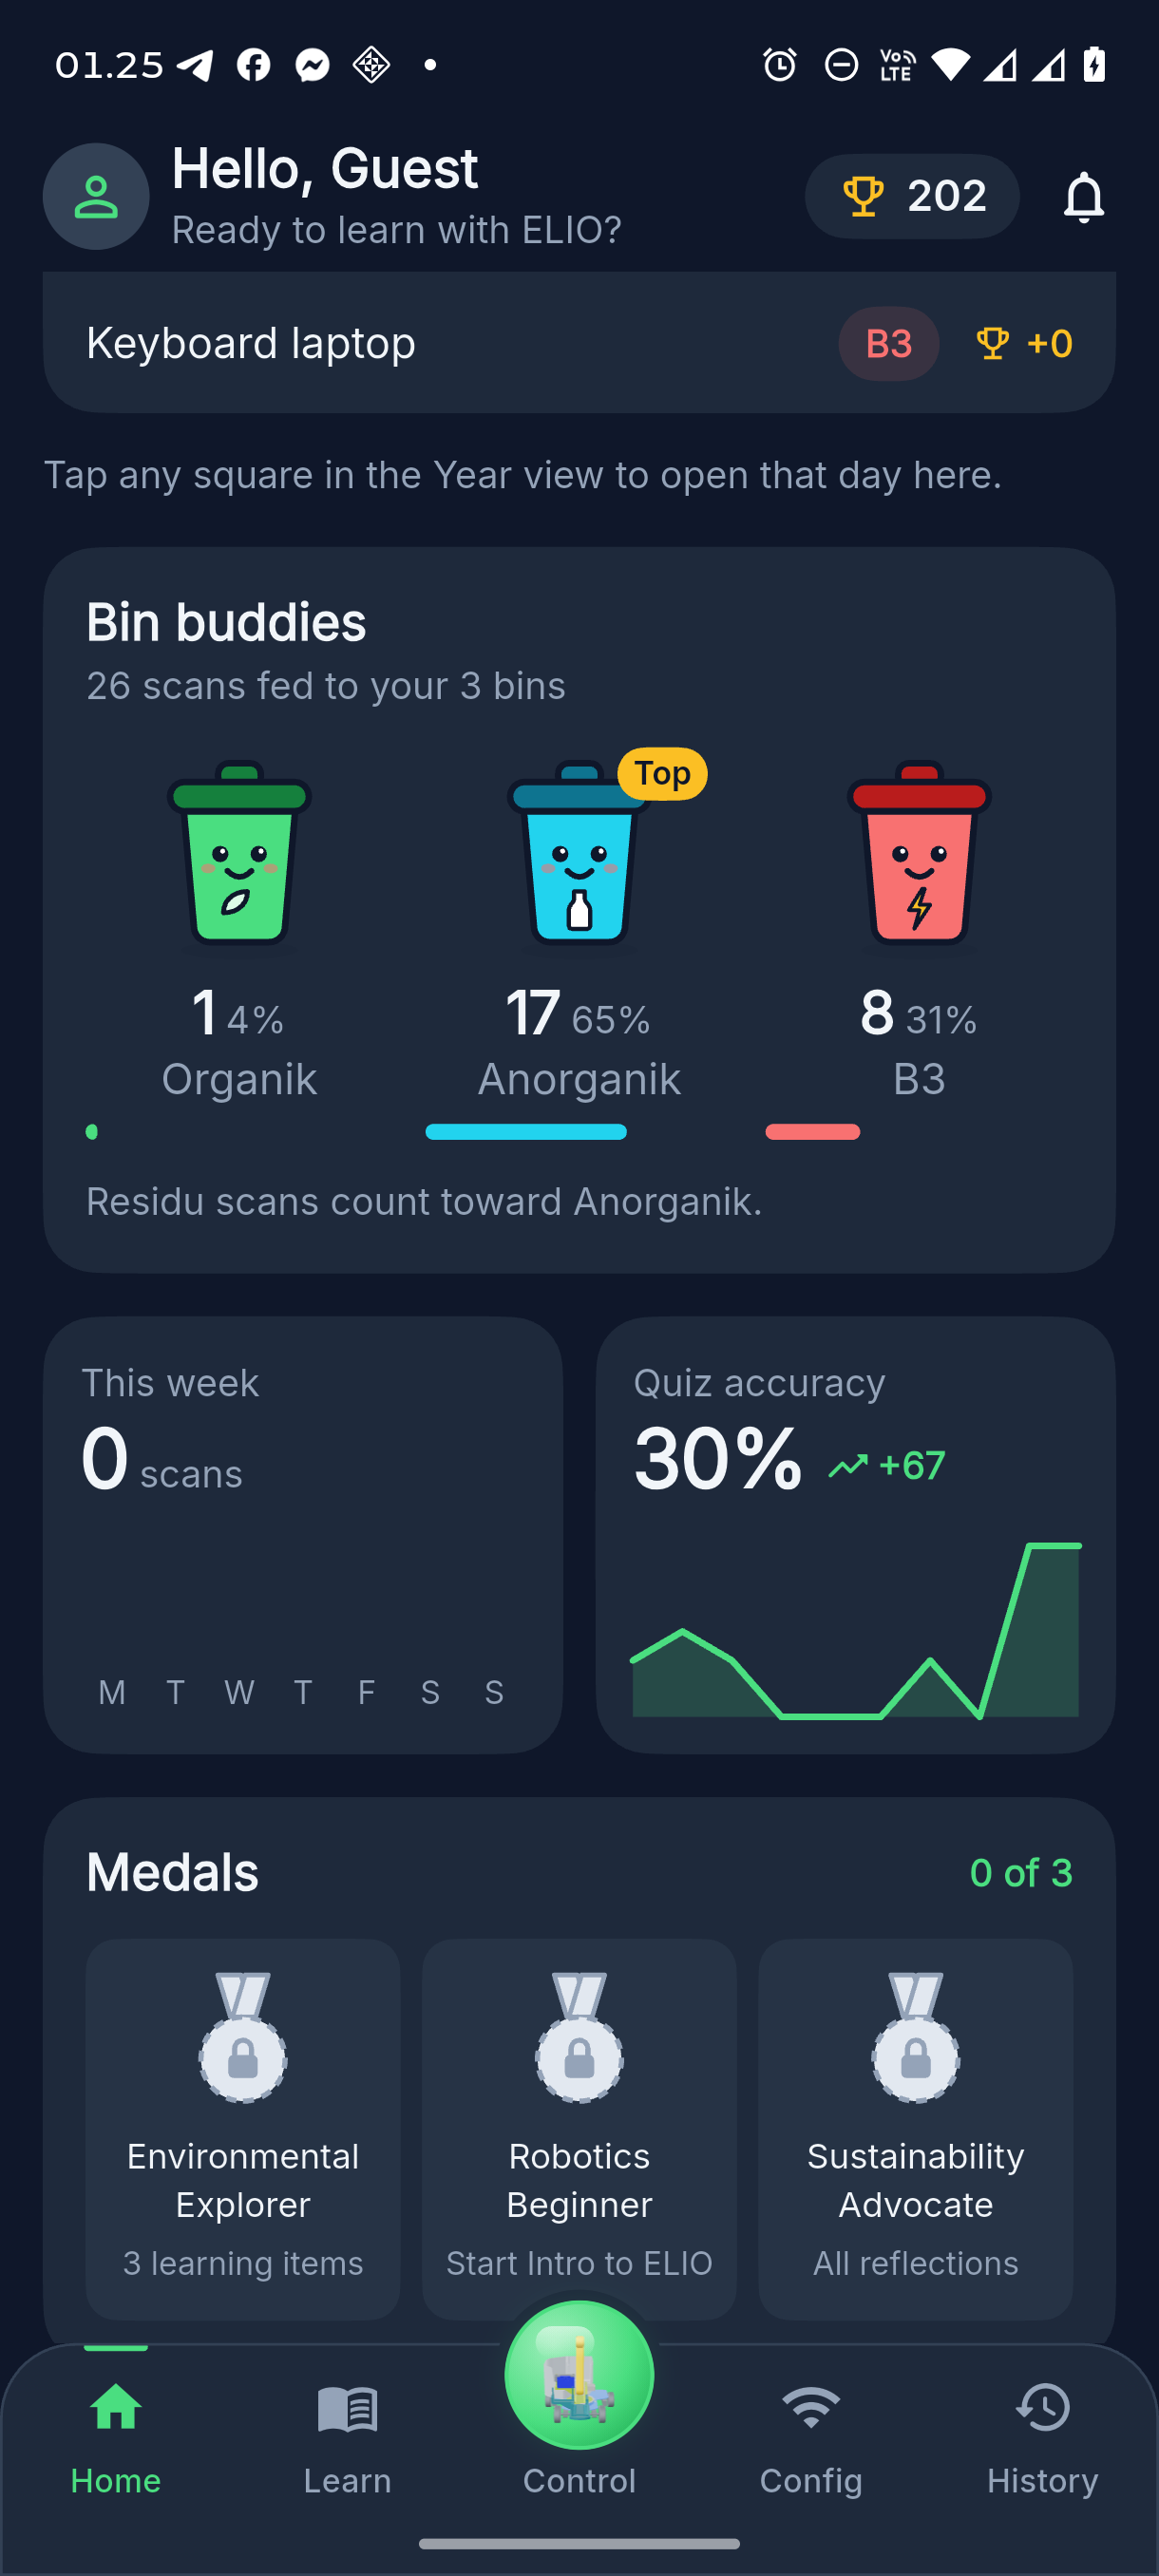 01.25
VoLTE
Hello, Guest
Ready to learn with ELIO?
202
Keyboard laptop
B3
+0
Tap any square in the Year view to open that day here.
Bin buddies
26 scans fed to your 3 bins
Top
1 4%
17 65%
8 31%
Organik
Anorganik
B3
Residu scans count toward Anorganik.
This week
0 scans
M T W T F S S
Quiz accuracy
30% +67
Medals
0 of 3
Environmental
Explorer
3 learning items
Robotics
Beginner
Start Intro to ELIO
Sustainability
Advocate
All reflections
Home
Learn
Control
Config
History